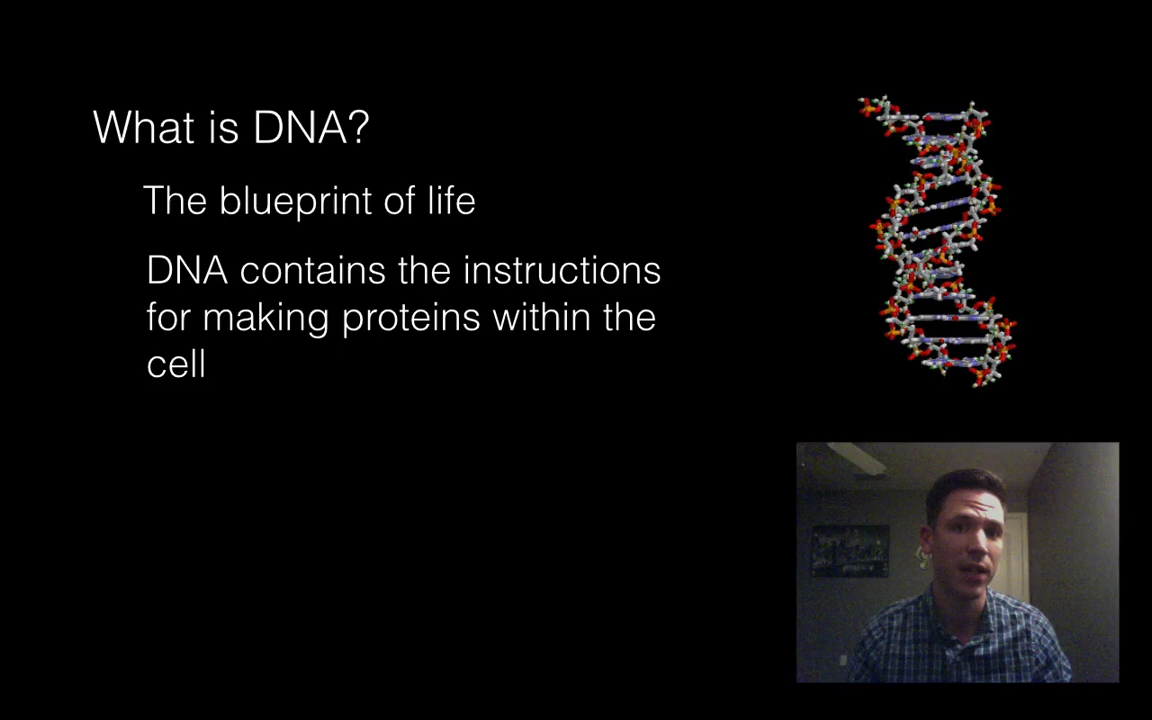 What is DNA?
The blueprint of life
DNA contains the instructions
for making proteins within the
cell